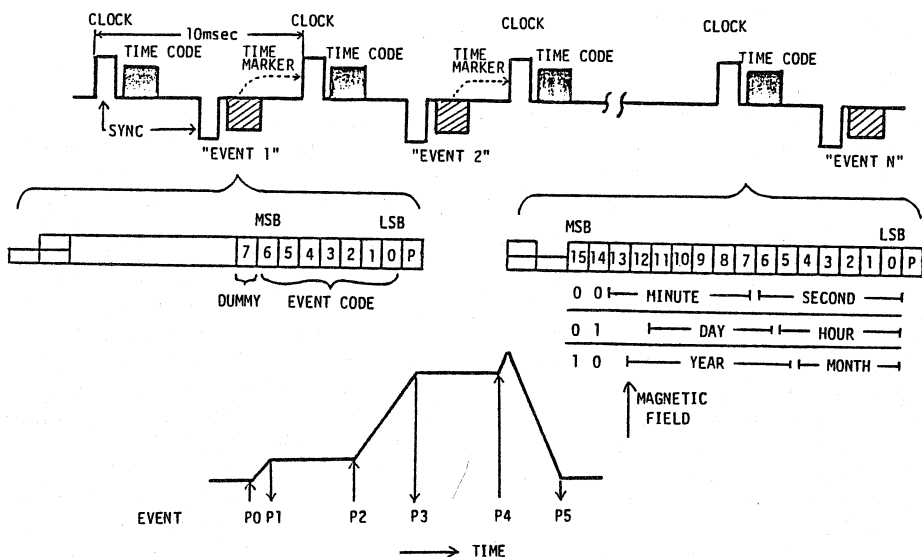 CLOCK CLOCK CLOCK CLOCK
10msec
TIME CODE TIME MARKER TIME CODE TIME MARKER TIME CODE TIME CODE
SYNC
"EVENT 1" "EVENT 2" "EVENT N"
MSB LSB
7 6 5 4 3 2 1 0 P
DUMMY EVENT CODE
MSB LSB
15 14 13 12 11 10 9 8 7 6 5 4 3 2 1 0 P
0 0 MINUTE SECOND
0 1 DAY HOUR
1 0 YEAR MONTH
MAGNETIC
FIELD
EVENT P0 P1 P2 P3 P4 P5
TIME